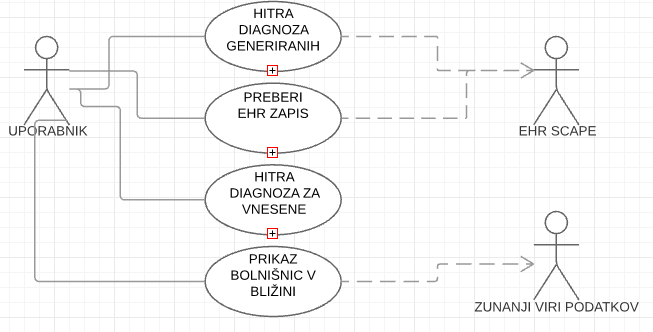 HITRA
DIAGNOZA
GENERIRANIH
UPORABNIK
PREBERI
EHR ZAPIS
EHR SCAPE
HITRA
DIAGNOZA ZA
VNESENE
PRIKAZ
BOLNIŠNIC V
BLIŽINI
ZUNANJI VIRI PODATKOV